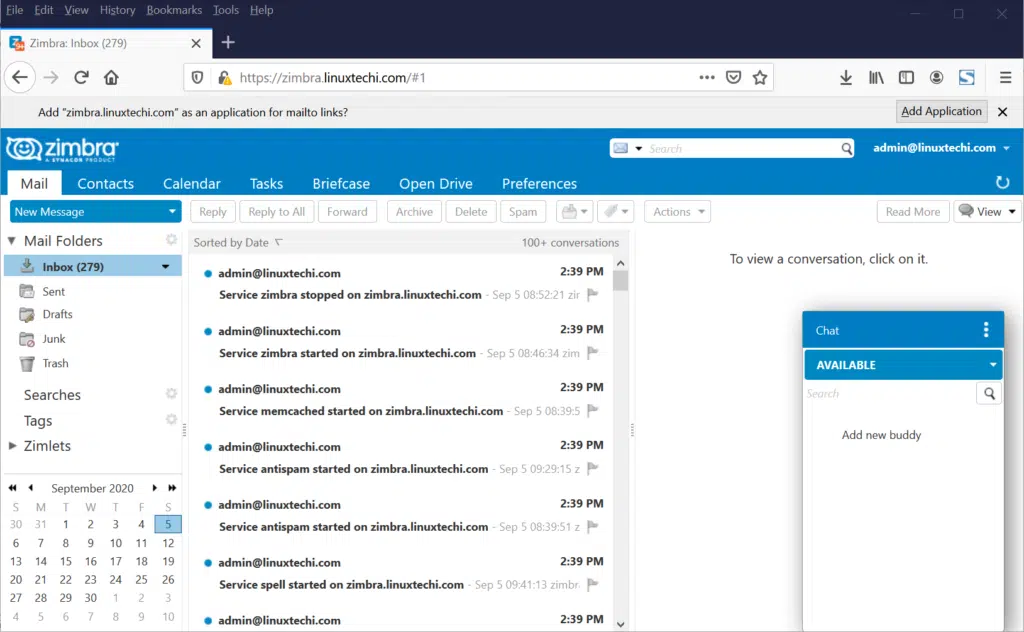 File Edit View History Bookmarks Tools Help
Zimbra: Inbox (279)
https://zimbra.linuxtechi.com/#1
Add "zimbra.linuxtechi.com" as an application for mailto links?
Add Application
zimbra
A SYNACOR PRODUCT
Search
admin@linuxtechi.com
Mail Contacts Calendar Tasks Briefcase Open Drive Preferences
New Message Reply Reply to All Forward Archive Delete Spam Actions Read More View
Mail Folders
Inbox (279)
Sent
Drafts
Junk
Trash
Searches
Tags
Zimlets
September 2020
S M T W T F S
30 31 1 2 3 4 5
6 7 8 9 10 11 12
13 14 15 16 17 18 19
20 21 22 23 24 25 26
27 28 29 30 1 2 3
4 5 6 7 8 9 10
Sorted by Date 100+ conversations
admin@linuxtechi.com 2:39 PM
Service zimbra stopped on zimbra.linuxtechi.com - Sep 5 08:52:21 zir
admin@linuxtechi.com 2:39 PM
Service zimbra started on zimbra.linuxtechi.com - Sep 5 08:46:34 zim
admin@linuxtechi.com 2:39 PM
Service memcached started on zimbra.linuxtechi.com - Sep 5 08:39:5
admin@linuxtechi.com 2:39 PM
Service antispam started on zimbra.linuxtechi.com - Sep 5 09:29:15 z
admin@linuxtechi.com 2:39 PM
Service antispam started on zimbra.linuxtechi.com - Sep 5 08:39:51 z
admin@linuxtechi.com 2:39 PM
Service spell started on zimbra.linuxtechi.com - Sep 5 09:41:13 zimbra
admin@linuxtechi.com 2:39 PM
To view a conversation, click on it.
Chat
AVAILABLE
Search
Add new buddy